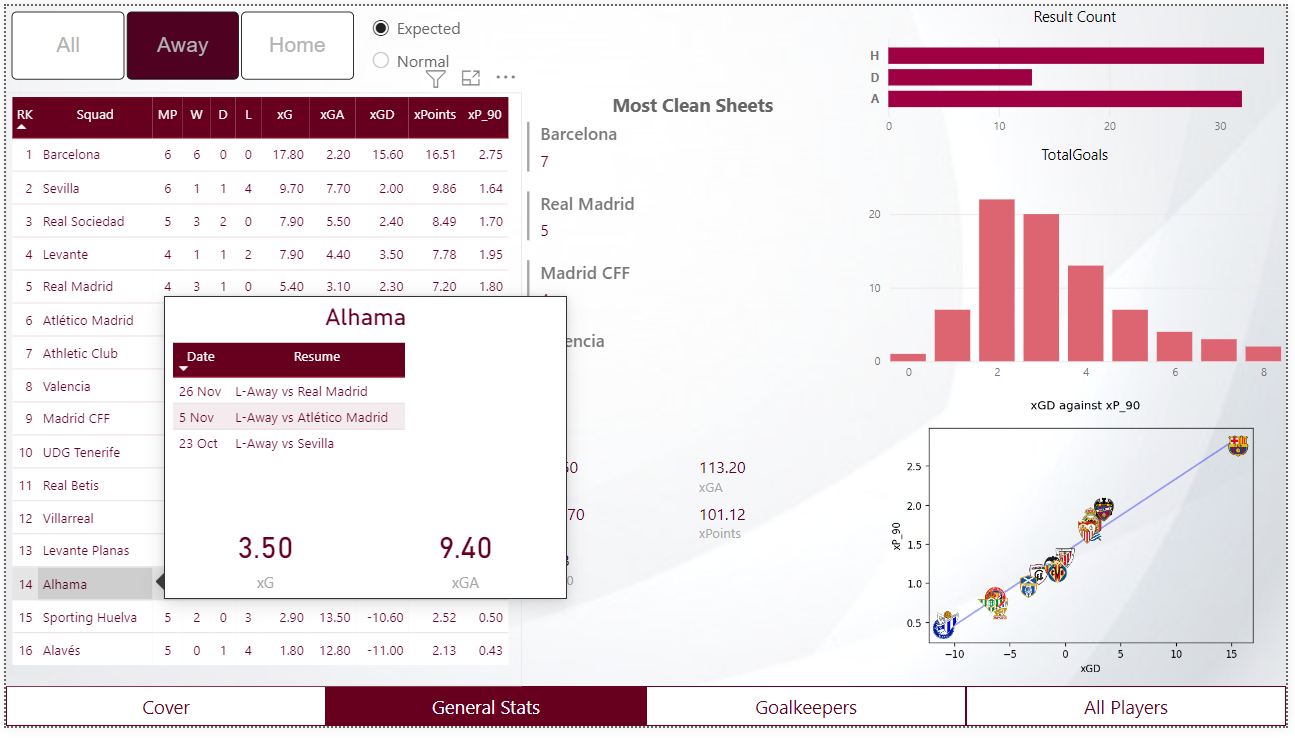 All Away Home
Expected
Normal
RK Squad MP W D L xG xGA xGD xPoints xP_90
1 Barcelona 6 6 0 0 17.80 2.20 15.60 16.51 2.75
2 Sevilla 6 1 1 4 9.70 7.70 2.00 9.86 1.64
3 Real Sociedad 5 3 2 0 7.90 5.50 2.40 8.49 1.70
4 Levante 4 1 1 2 7.90 4.40 3.50 7.78 1.95
5 Real Madrid 4 3 1 0 5.40 3.10 2.30 7.20 1.80
6 Atlético Madrid
7 Athletic Club
8 Valencia
9 Madrid CFF
10 UDG Tenerife
11 Real Betis
12 Villarreal
13 Levante Planas
14 Alhama
15 Sporting Huelva 5 2 0 3 2.90 13.50 -10.60 2.52 0.50
16 Alavés 5 0 1 4 1.80 12.80 -11.00 2.13 0.43
Alhama
Date Resume
26 Nov L-Away vs Real Madrid
5 Nov L-Away vs Atlético Madrid
23 Oct L-Away vs Sevilla
3.50 9.40
xG xGA
Most Clean Sheets
Barcelona
7
Real Madrid
5
Madrid CFF
encia
113.20
xGA
70 101.12
xPoints
Result Count
H
D
A
0 10 20 30
TotalGoals
20
10
0
0 2 4 6 8
xGD against xP_90
2.5
2.0
1.5
1.0
0.5
xP_90
−10 −5 0 5 10 15
xGD
Cover General Stats Goalkeepers All Players